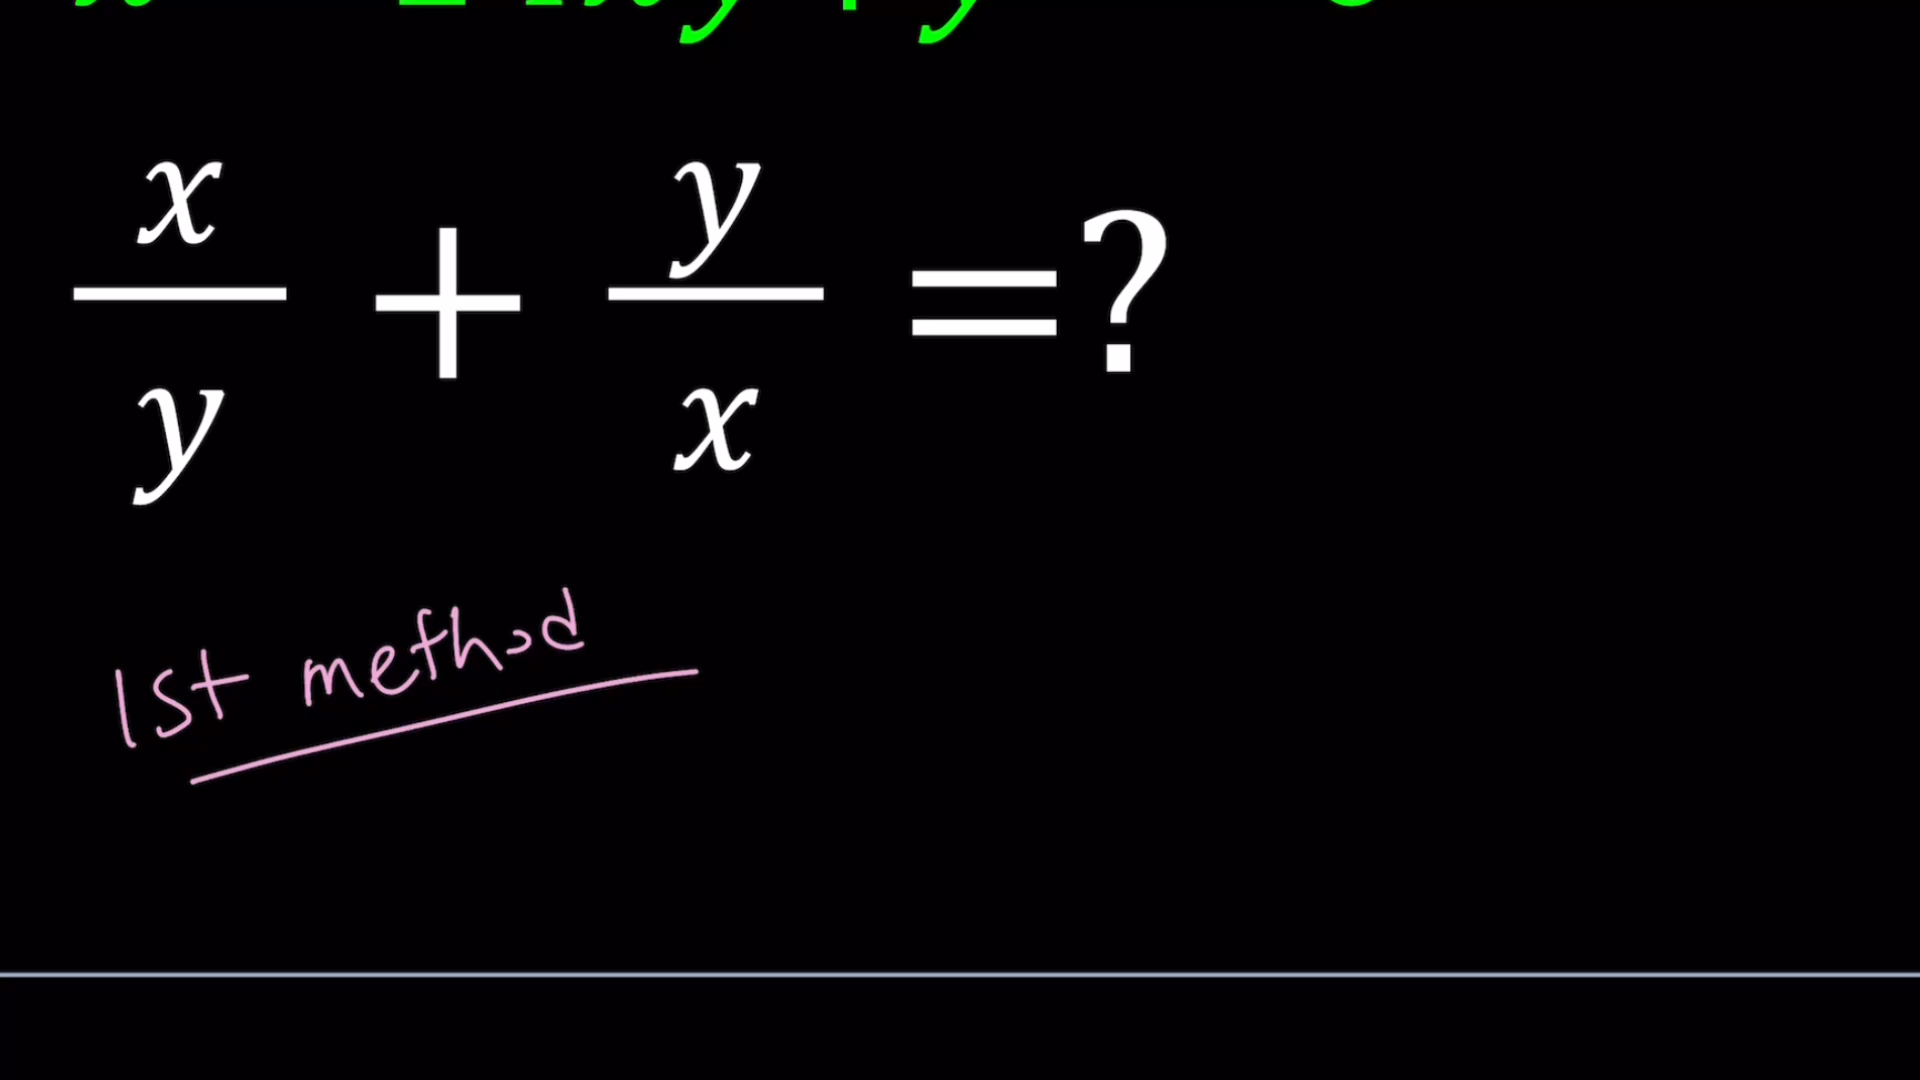 x/y + y/x =?
1st method